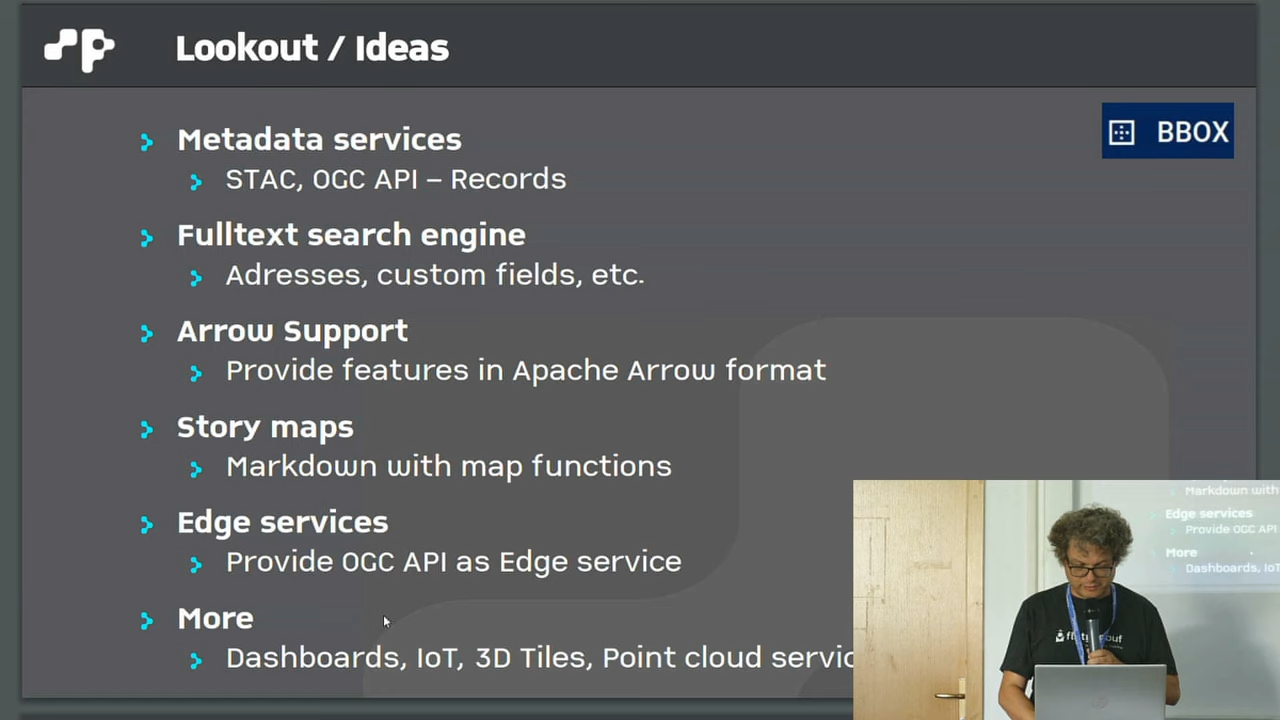 Lookout / Ideas
BBOX
Metadata services
STAC, OGC API – Records
Fulltext search engine
Adresses, custom fields, etc.
Arrow Support
Provide features in Apache Arrow format
Story maps
Markdown with map functions
Edge services
Provide OGC API as Edge service
More
Dashboards, IoT, 3D Tiles, Point cloud
Markdown with
Edge services
Provide OGC API
More
Dashboards, IoT